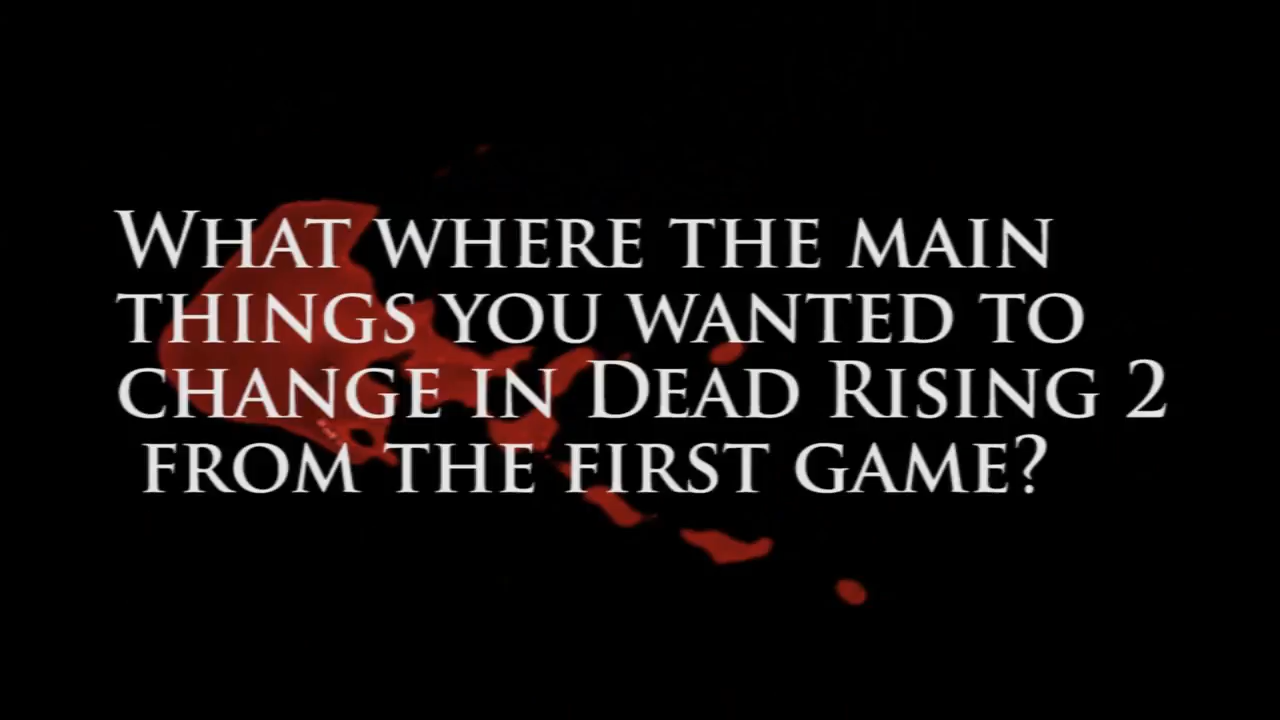 What where the main
things you wanted to
change in Dead Rising 2
from the first game?